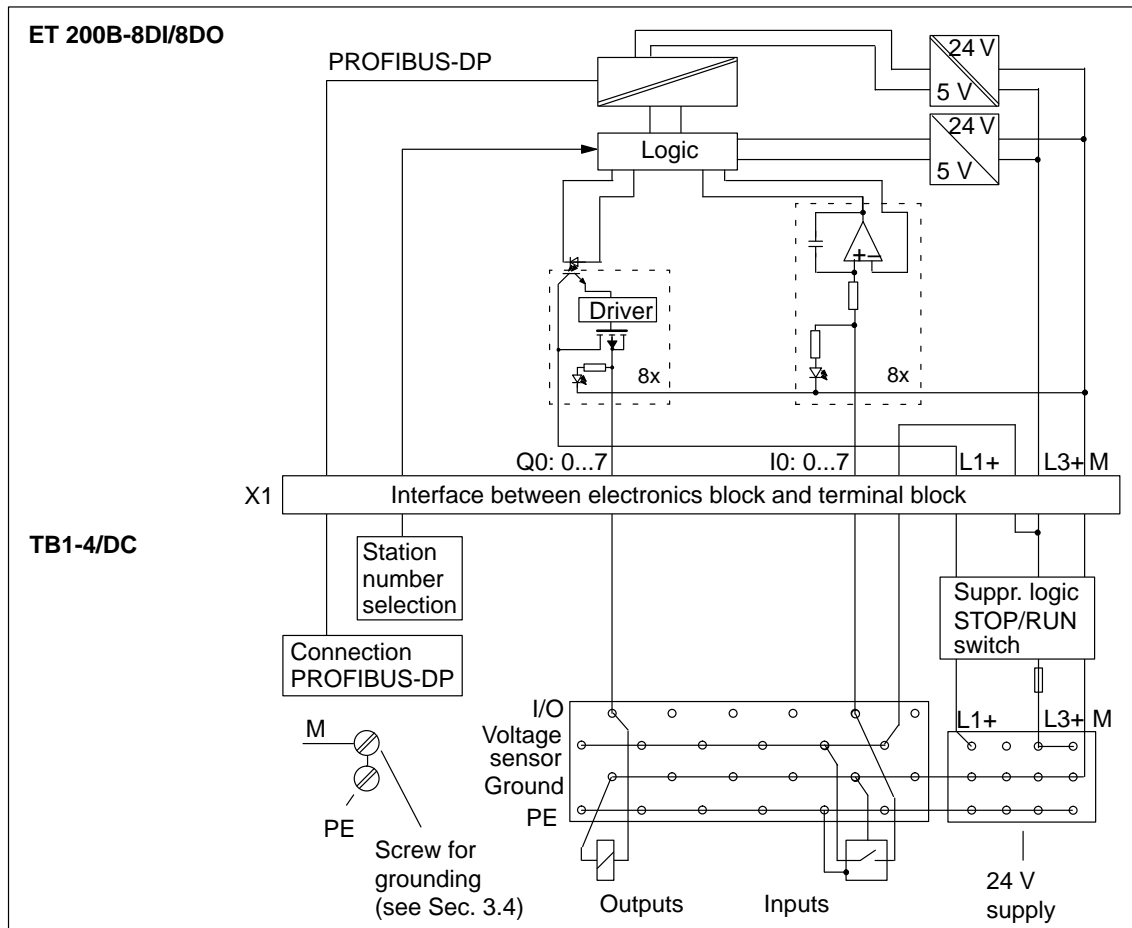 ET 200B-8DI/8DO
PROFIBUS-DP
24 V
5 V
24 V
5 V
Logic
+
–
Driver
8x
8x
Q0: 0...7
I0: 0...7
L1+
L3+ M
X1
Interface between electronics block and terminal block
TB1-4/DC
Station
number
selection
Suppr. logic
STOP/RUN
switch
Connection
PROFIBUS-DP
I/O
Voltage
sensor
Ground
PE
L1+
L3+ M
M
PE
Screw for
grounding
(see Sec. 3.4)
Outputs
Inputs
24 V
supply